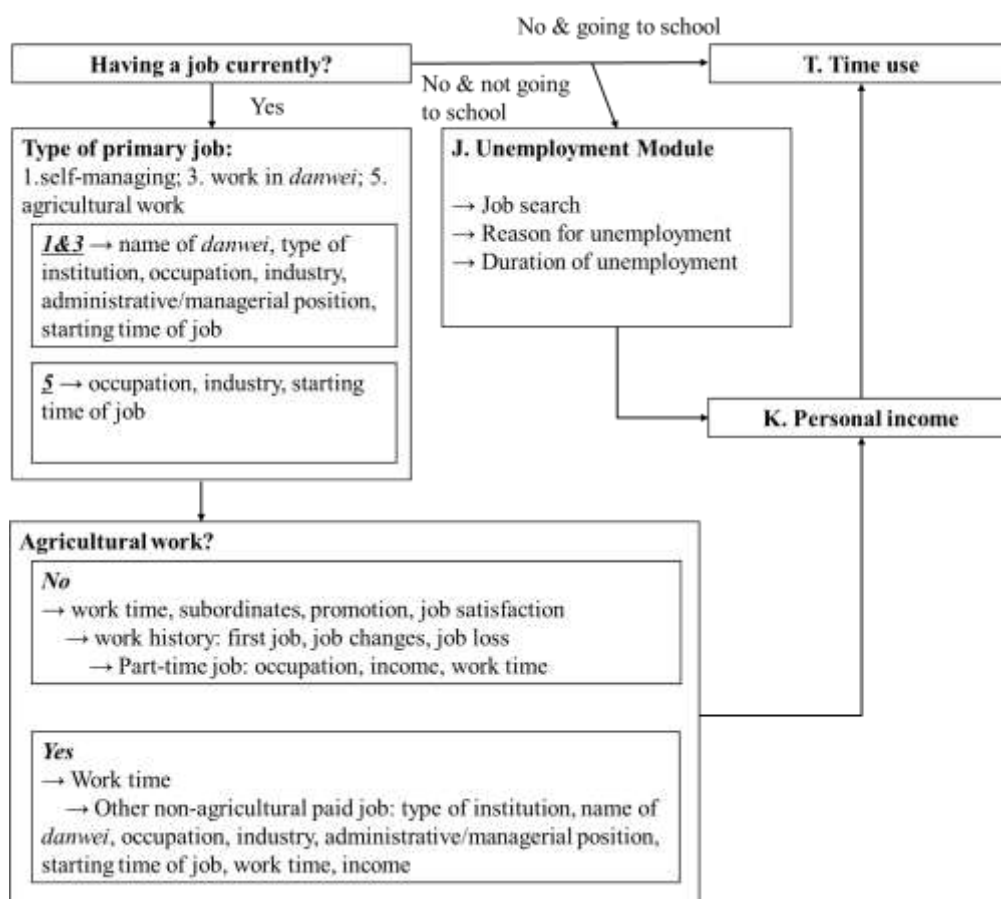 No & going to school
Having a job currently?
T. Time use
No & not going
to school
Yes
Type of primary job:
1.self-managing; 3. work in danwei; 5.
agricultural work
1&3 → name of danwei, type of
institution, occupation, industry,
administrative/managerial position,
starting time of job
5 → occupation, industry, starting
time of job
J. Unemployment Module
→ Job search
→ Reason for unemployment
→ Duration of unemployment
K. Personal income
Agricultural work?
No
→ work time, subordinates, promotion, job satisfaction
→ work history: first job, job changes, job loss
→ Part-time job: occupation, income, work time
Yes
→ Work time
→ Other non-agricultural paid job: type of institution, name of
danwei, occupation, industry, administrative/managerial position,
starting time of job, work time, income